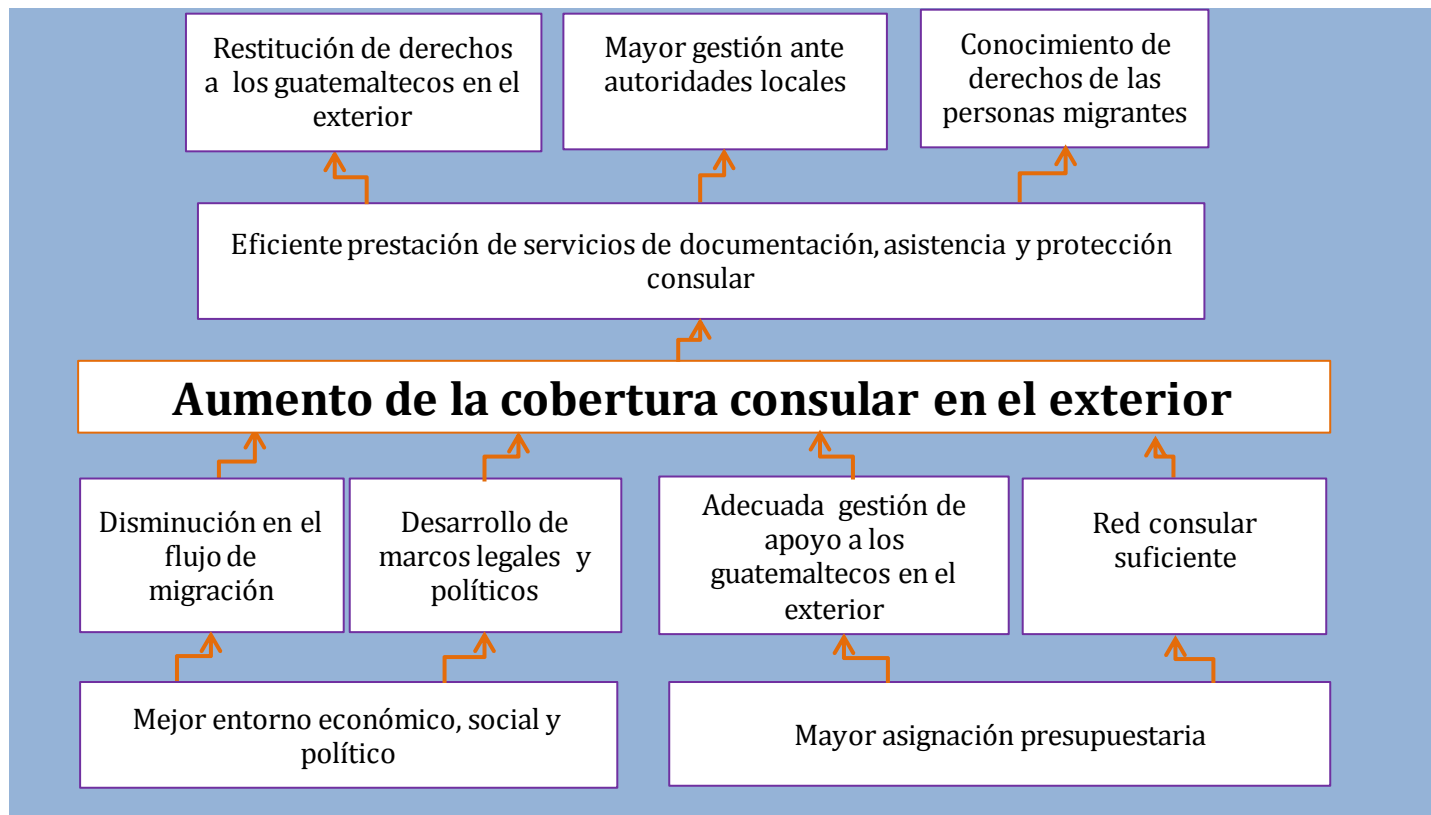 Restitución de derechos
a los guatemaltecos en el
exterior
Mayor gestión ante
autoridades locales
Conocimiento de
derechos de las
personas migrantes
Eficiente prestación de servicios de documentación, asistencia y protección
consular
Aumento de la cobertura consular en el exterior
Disminución en el
flujo de
migración
Desarrollo de
marcos legales y
políticos
Adecuada gestión de
apoyo a los
guatemaltecos en el
exterior
Red consular
suficiente
Mejor entorno económico, social y
político
Mayor asignación presupuestaria